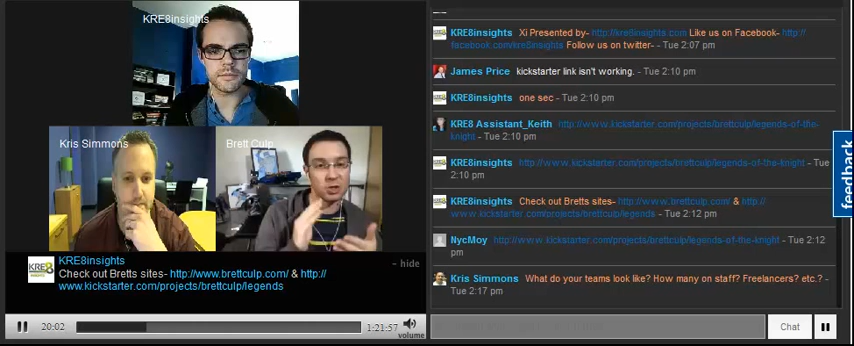 KRE8insights
Kris Simmons
Brett Culp
KRE8insights
Check out Bretts sites- http://www.brettculp.com/ & http://
www.kickstarter.com/projects/brettculp/legends
– hide
20:02
1:21:57
volume
KRE8insights Xi Presented by- http://kre8insights.com Like us on Facebook- http://
facebook.com/kre8insights Follow us on twitter- - Tue 2:07 pm
James Price kickstarter link isn't working. - Tue 2:10 pm
KRE8insights one sec - Tue 2:10 pm
KRE8 Assistant_Keith http://www.kickstarter.com/projects/brettculp/legends-of-the-
knight - Tue 2:10 pm
KRE8insights http://www.kickstarter.com/projects/brettculp/legends-of-the-knight - Tue
2:10 pm
KRE8insights Check out Bretts sites- http://www.brettculp.com/ & http://
www.kickstarter.com/projects/brettculp/legends - Tue 2:12 pm
NycMoy http://www.kickstarter.com/projects/brettculp/legends-of-the-knight - Tue 2:12
pm
Kris Simmons What do your teams look like? How many on staff? Freelancers? etc.? -
Tue 2:17 pm
Chat
feedback